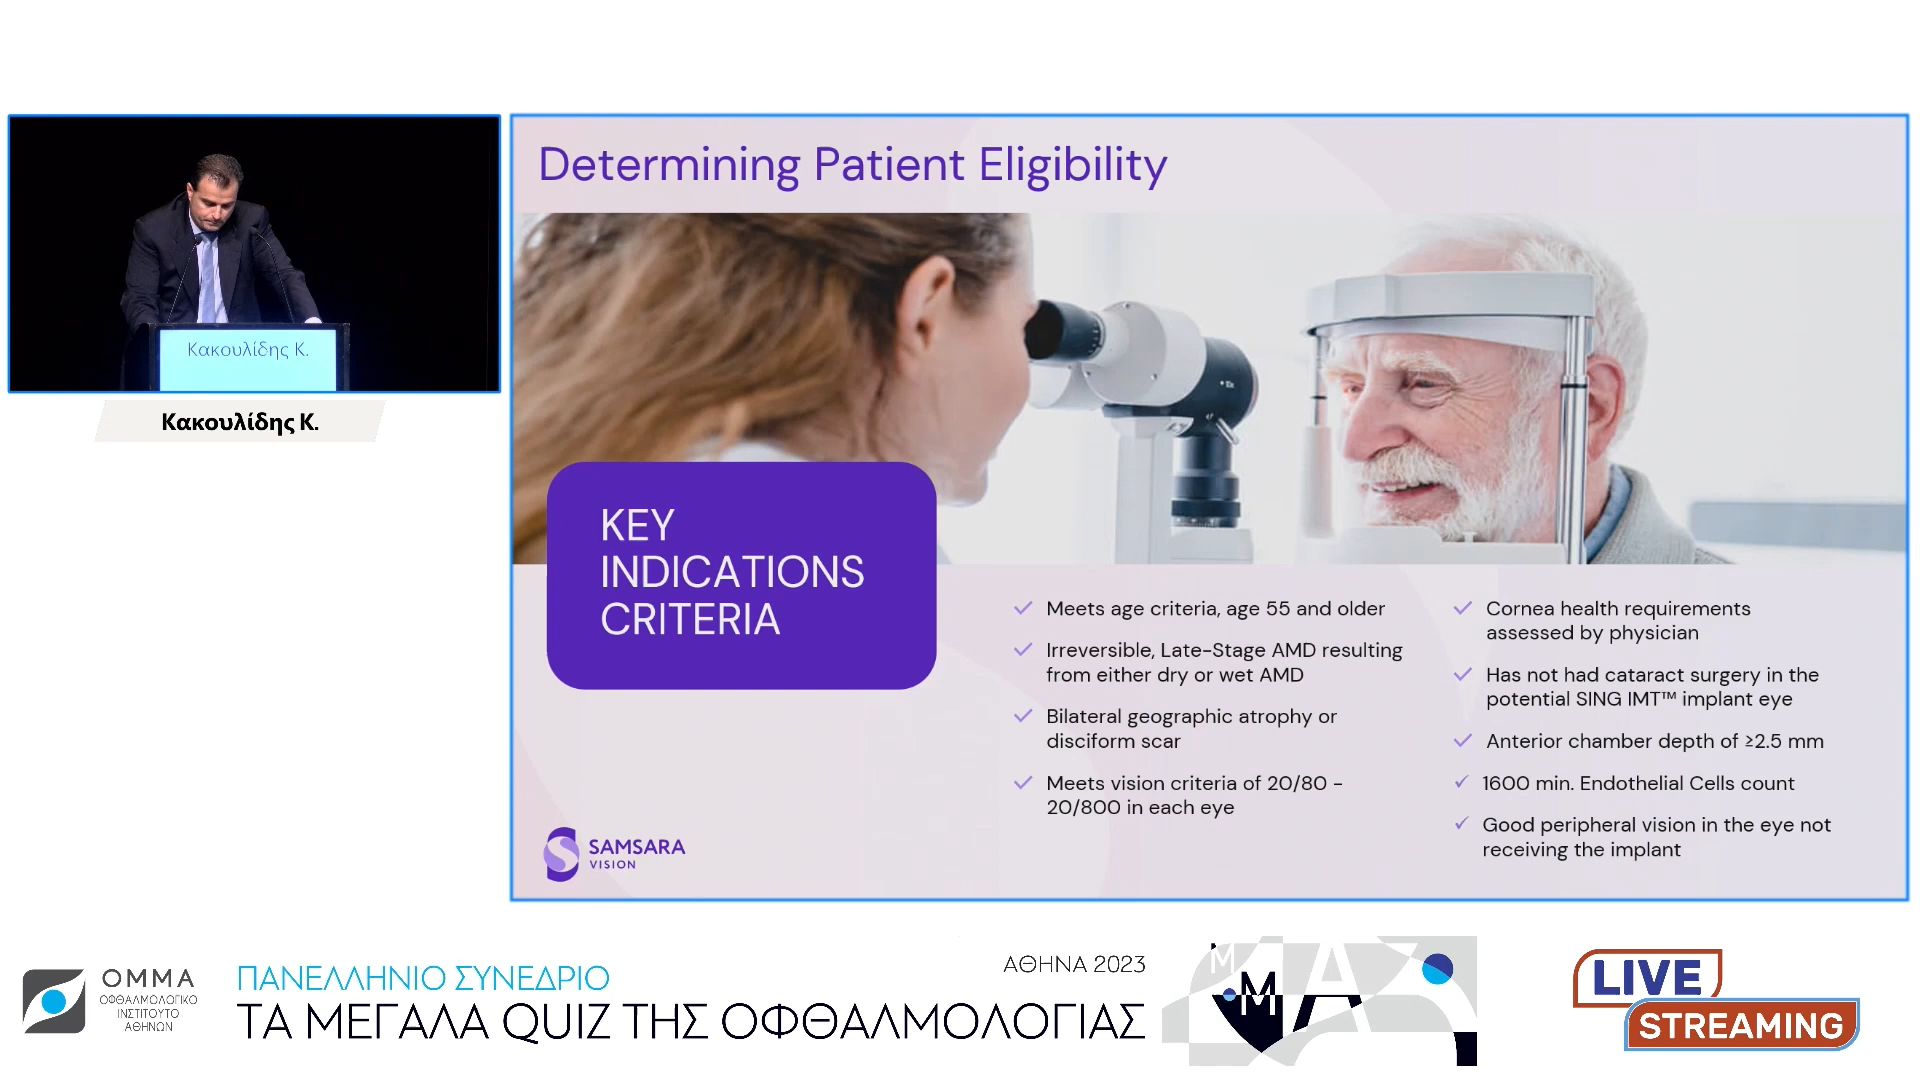 Determining Patient Eligibility
Κακουλίδης Κ.
Κακουλίδης Κ.
KEY
INDICATIONS
CRITERIA
Meets age criteria, age 55 and older
Irreversible, Late-Stage AMD resulting
from either dry or wet AMD
Bilateral geographic atrophy or
disciform scar
Meets vision criteria of 20/80 -
20/800 in each eye
Cornea health requirements
assessed by physician
Has not had cataract surgery in the
potential SING IMT™ implant eye
Anterior chamber depth of ≥2.5 mm
1600 min. Endothelial Cells count
Good peripheral vision in the eye not
receiving the implant
SAMSARA
VISION
ΟΜΜΑ
ΟΦΘΑΛΜΟΛΟΓΙΚΟ
ΙΝΣΤΙΤΟΥΤΟ
ΑΘΗΝΩΝ
ΠΑΝΕΛΛΗΝΙΟ ΣΥΝΕΔΡΙΟ
ΑΘΗΝΑ 2023
ΤΑ ΜΕΓΑΛΑ QUIZ ΤΗΣ ΟΦΘΑΛΜΟΛΟΓΙΑΣ
LIVE
STREAMING